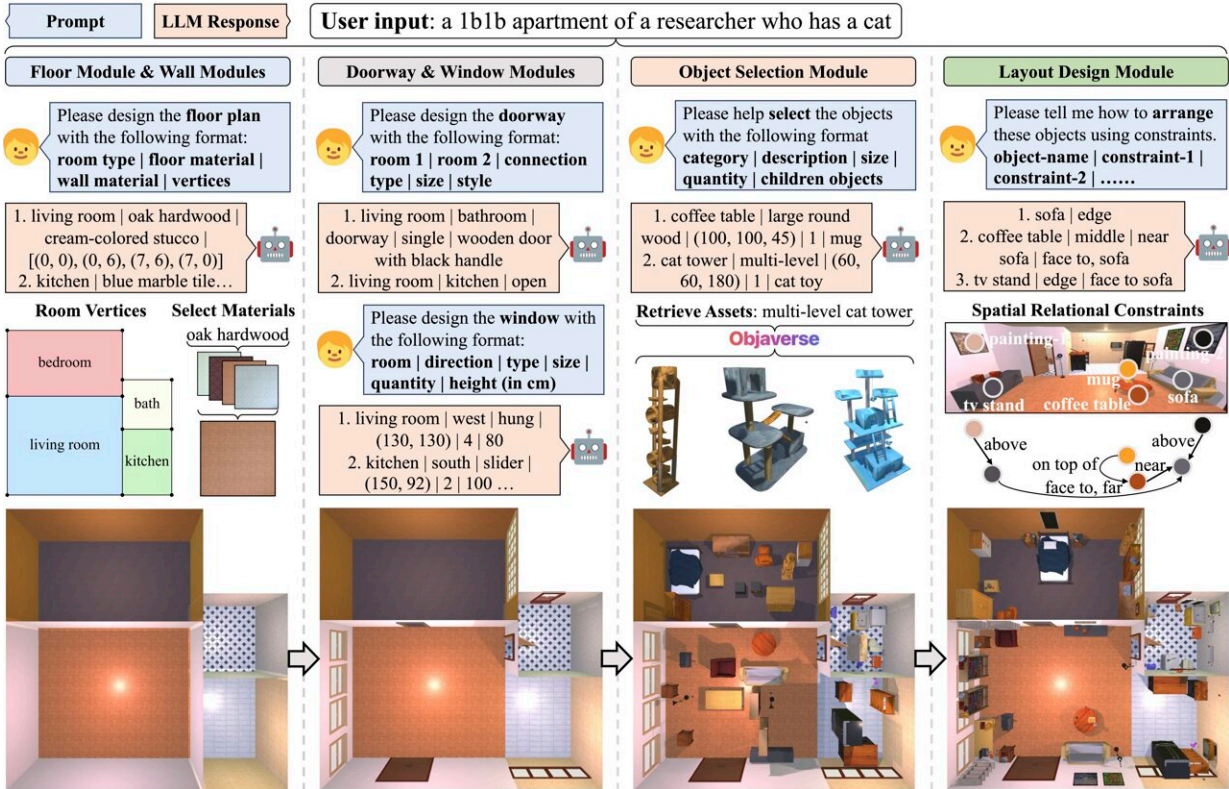 Prompt
LLM Response
User input: a 1b1b apartment of a researcher who has a cat
Floor Module & Wall Modules
Please design the floor plan
with the following format:
room type | floor material |
wall material | vertices
1. living room | oak hardwood |
cream-colored stucco |
[(0, 0), (0, 6), (7, 6), (7, 0)]
2. kitchen | blue marble tile…
Room Vertices
Select Materials
oak hardwood
bedroom
bath
living room
kitchen
Doorway & Window Modules
Please design the doorway
with the following format:
room 1 | room 2 | connection
type | size | style
1. living room | bathroom |
doorway | single | wooden door
with black handle
2. living room | kitchen | open
Please design the window with
the following format:
room | direction | type | size |
quantity | height (in cm)
1. living room | west | hung |
(130, 130) | 4 | 80
2. kitchen | south | slider |
(150, 92) | 2 | 100 …
Object Selection Module
Please help select the objects
with the following format
category | description | size |
quantity | children objects
1. coffee table | large round
wood | (100, 100, 45) | 1 | mug
2. cat tower | multi-level | (60,
60, 180) | 1 | cat toy
Retrieve Assets: multi-level cat tower
Objaverse
Layout Design Module
Please tell me how to arrange
these objects using constraints.
object-name | constraint-1 |
constraint-2 | ……
1. sofa | edge
2. coffee table | middle | near
sofa | face to, sofa
3. tv stand | edge | face to sofa
Spatial Relational Constraints
painting-1
painting-2
mug
tv stand
coffee table
sofa
above
above
on top of
near
face to, far